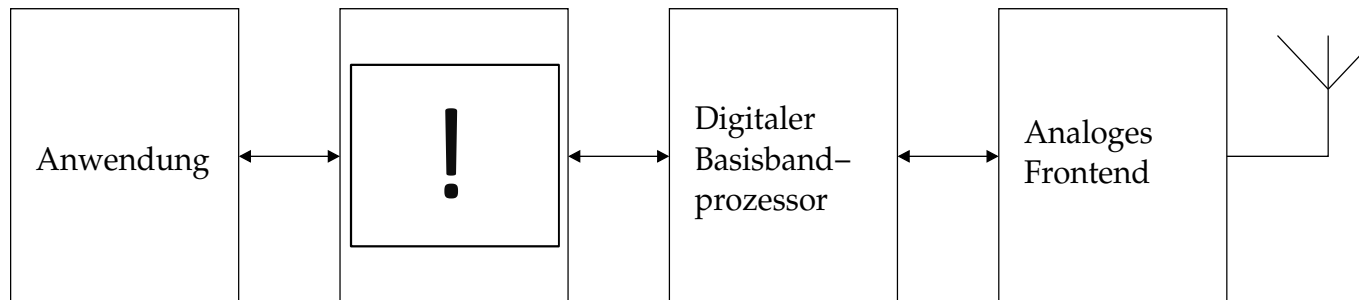 Anwendung
!
Digitaler
Basisband–
prozessor
Analoges
Frontend